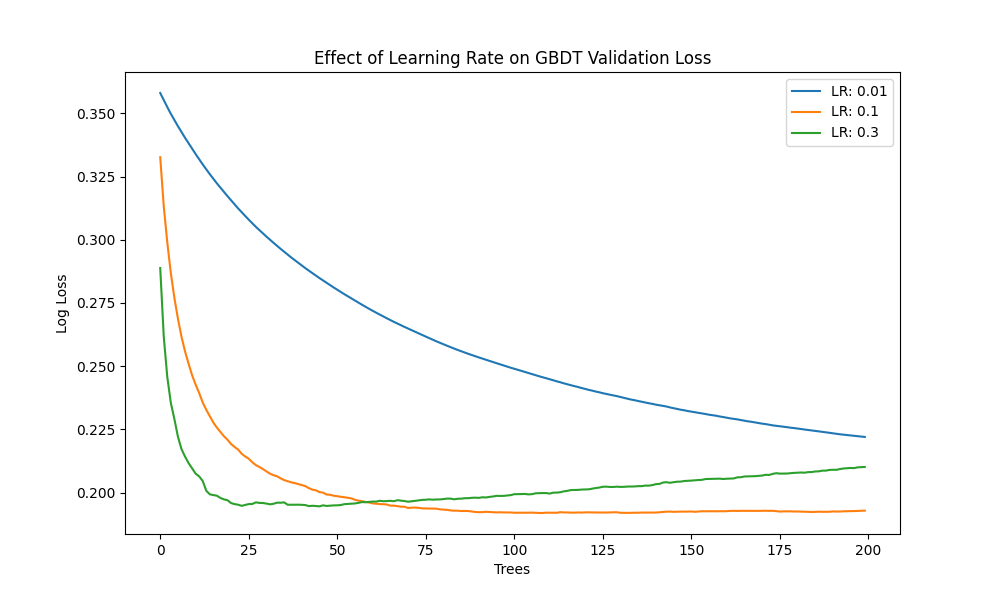 Effect of Learning Rate on GBDT Validation Loss
LR: 0.01
LR: 0.1
LR: 0.3
Log Loss
0.350
0.325
0.300
0.275
0.250
0.225
0.200
0 25 50 75 100 125 150 175 200
Trees